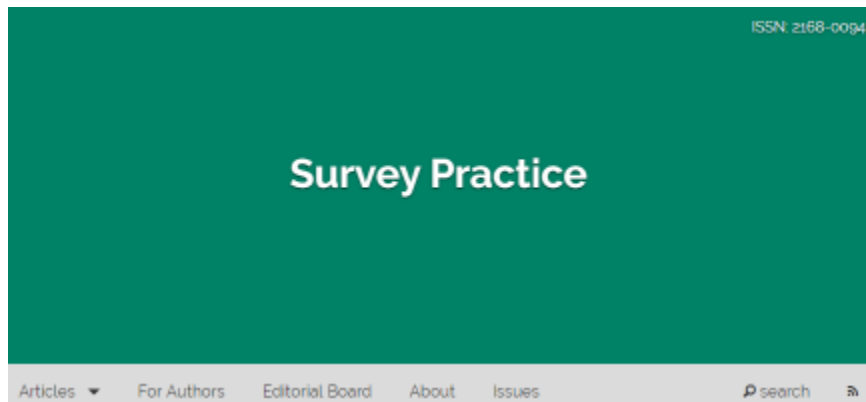 ISSN: 2168-0094
Survey Practice
Articles For Authors Editorial Board About Issues search